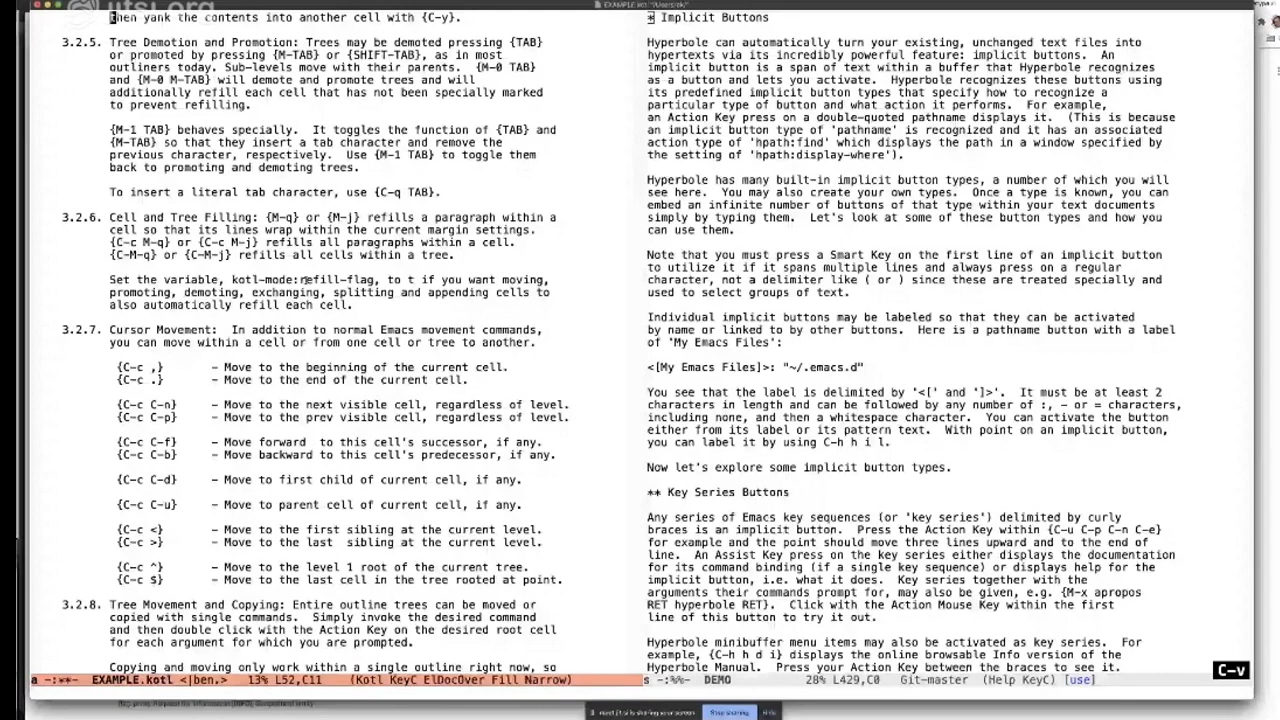 EXAMPLE.kotl
then yank the contents into another cell with {C-y}.
3.2.5. Tree Demotion and Promotion: Trees may be demoted pressing {TAB}
or promoted by pressing {M-TAB} or {SHIFT-TAB}, as in most
outliners today. Sub-levels move with their parents. {M-0 TAB}
and {M-0 M-TAB} will demote and promote trees and will
additionally refill each cell that has not been specially marked
to prevent refilling.
{M-1 TAB} behaves specially. It toggles the function of {TAB} and
{M-TAB} so that they insert a tab character and remove the
previous character, respectively. Use {M-1 TAB} to toggle them
back to promoting and demoting trees.
To insert a literal tab character, use {C-q TAB}.
3.2.6. Cell and Tree Filling: {M-q} or {M-j} refills a paragraph within a
cell so that its lines wrap within the current margin settings.
{C-c M-q} or {C-c M-j} refills all paragraphs within a cell.
{C-M-q} or {C-M-j} refills all cells within a tree.
Set the variable, kotl-mode:refill-flag, to t if you want moving,
promoting, demoting, exchanging, splitting and appending cells to
also automatically refill each cell.
3.2.7. Cursor Movement: In addition to normal Emacs movement commands,
you can move within a cell or from one cell or tree to another.
{C-c ,} - Move to the beginning of the current cell.
{C-c .} - Move to the end of the current cell.
{C-c C-n} - Move to the next visible cell, regardless of level.
{C-c C-p} - Move to the prev visible cell, regardless of level.
{C-c C-f} - Move forward to this cell's successor, if any.
{C-c C-b} - Move backward to this cell's predecessor, if any.
{C-c C-d} - Move to first child of current cell, if any.
{C-c C-u} - Move to parent cell of current cell, if any.
{C-c <} - Move to the first sibling at the current level.
{C-c >} - Move to the last sibling at the current level.
{C-c ^} - Move to the level 1 root of the current tree.
{C-c $} - Move to the last cell in the tree rooted at point.
3.2.8. Tree Movement and Copying: Entire outline trees can be moved or
copied with single commands. Simply invoke the desired command
and then double click with the Action Key on the desired root cell
for each argument for which you are prompted.
Copying and moving only work within a single outline right now, so
a -:**- EXAMPLE.kotl <|ben.> 13% L52,C11 (Kotl KeyC ElDocOver Fill Narrow)
* Implicit Buttons
Hyperbole can automatically turn your existing, unchanged text files into
hypertexts via its incredibly powerful feature: implicit buttons. An
implicit button is a span of text within a buffer that Hyperbole recognizes
as a button and lets you activate. Hyperbole recognizes these buttons using
its predefined implicit button types that specify how to recognize a
particular type of button and what action it performs. For example,
an Action Key press on a double-quoted pathname displays it. (This is because
an implicit button type of 'pathname' is recognized and it has an associated
action type of 'hpath:find' which displays the path in a window specified by
the setting of 'hpath:display-where').
Hyperbole has many built-in implicit button types, a number of which you will
see here. You may also create your own types. Once a type is known, you can
embed an infinite number of buttons of that type within your text documents
simply by typing them. Let's look at some of these button types and how you
can use them.
Note that you must press a Smart Key on the first line of an implicit button
to utilize it if it spans multiple lines and always press on a regular
character, not a delimiter like ( or ) since these are treated specially and
used to select groups of text.
Individual implicit buttons may be labeled so that they can be activated
by name or linked to by other buttons. Here is a pathname button with a label
of 'My Emacs Files':
<[My Emacs Files]>: "~/.emacs.d"
You see that the label is delimited by '<[' and ']>'. It must be at least 2
characters in length and can be followed by any number of :, - or = characters,
including none, and then a whitespace character. You can activate the button
either from its label or its pattern text. With point on an implicit button,
you can label it by using C-h h i l.
Now let's explore some implicit button types.
** Key Series Buttons
Any series of Emacs key sequences (or 'key series') delimited by curly
braces is an implicit button. Press the Action Key within {C-u C-p C-n C-e}
for example and the point should move three lines upward and to the end of
line. An Assist Key press on the key series either displays the documentation
for its command binding (if a single key sequence) or displays help for the
implicit button, i.e. what it does. Key series together with the
arguments their commands prompt for, may also be given, e.g. {M-x apropos
RET hyperbole RET}. Click with the Action Mouse Key within the first
line of this button to try it out.
Hyperbole minibuffer menu items may also be activated as key series. For
example, {C-h h d i} displays the online browsable Info version of the
Hyperbole Manual. Press your Action Key between the braces to see it.
s -:%%- DEMO 28% L429,C0 Git-master (Help KeyC) [use]
C-v
meet.jit.si is sharing your screen
Stop sharing